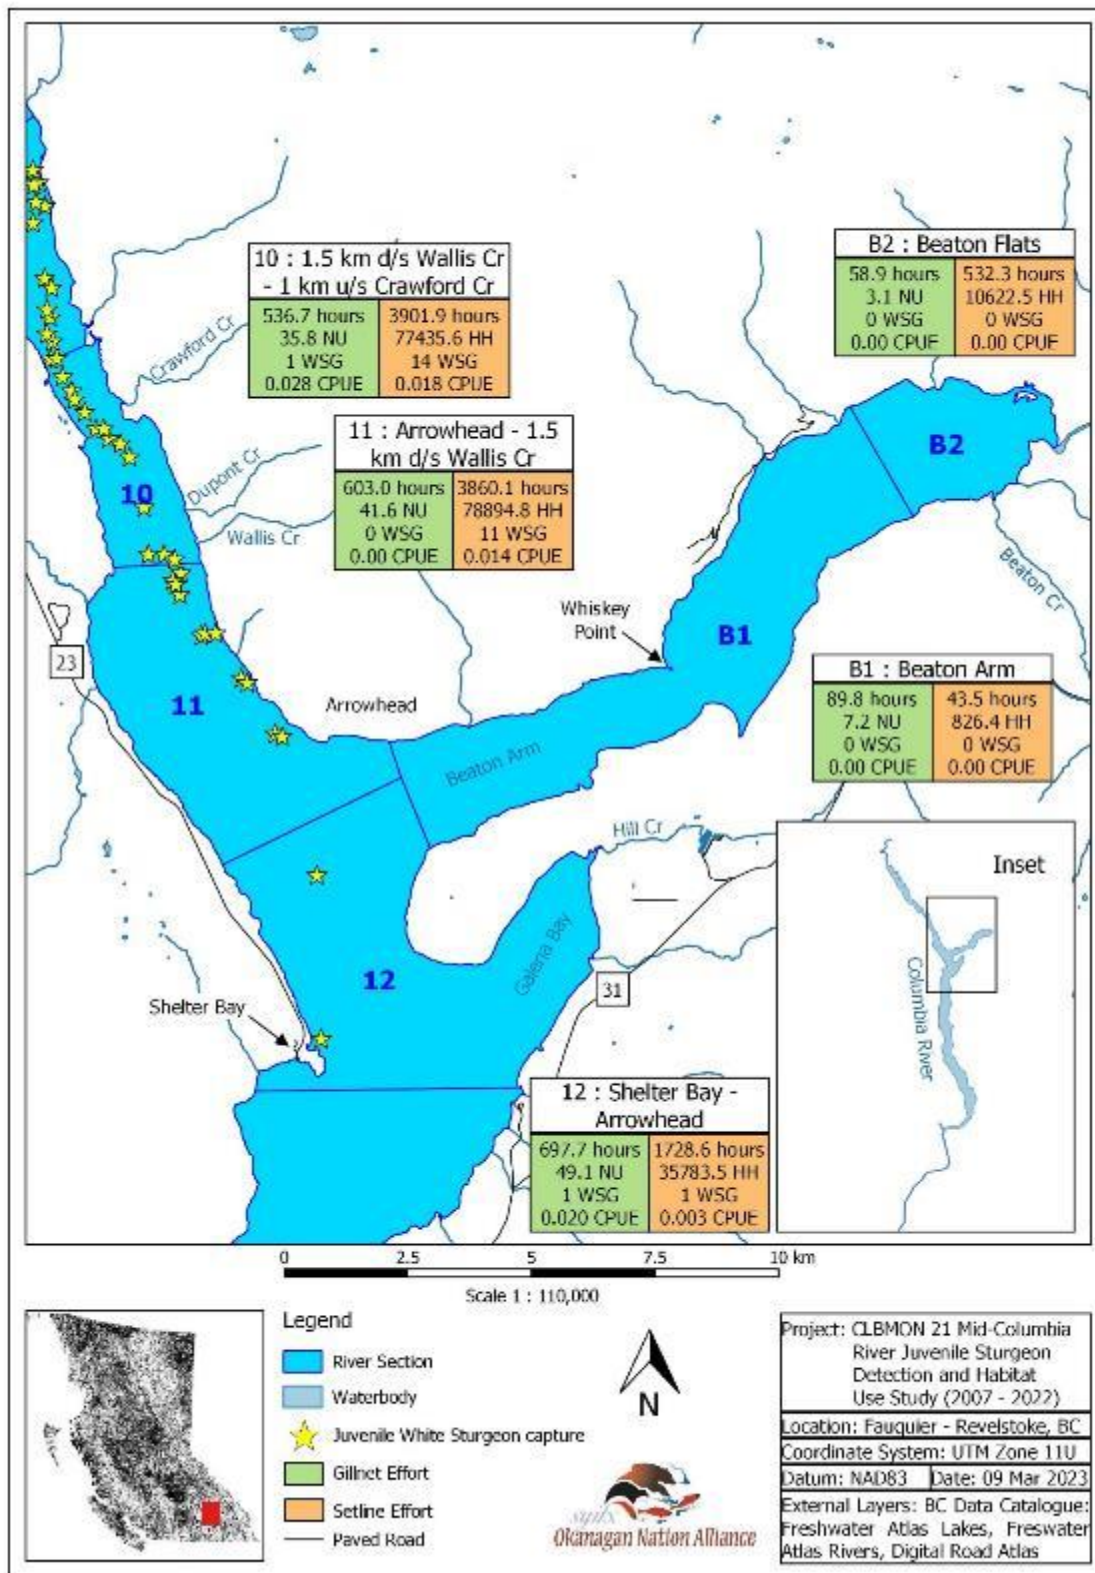 10 : 1.5 km d/s Wallis Cr
- 1 km u/s Crawford Cr
536.7 hours
35.8 NU
1 WSG
0.028 CPUE
3901.9 hours
77435.6 HH
14 WSG
0.018 CPUE
B2 : Beaton Flats
58.9 hours
3.1 NU
0 WSG
0.00 CPUE
532.3 hours
10622.5 HH
0 WSG
0.00 CPUE
Crawford Cr
11 : Arrowhead - 1.5
km d/s Wallis Cr
603.0 hours
41.6 NU
0 WSG
0.00 CPUE
3860.1 hours
78894.8 HH
11 WSG
0.014 CPUE
B2
10
Dupont Cr
Wallis Cr
Beaton Cr
Whiskey
Point
B1
23
B1 : Beaton Arm
89.8 hours
7.2 NU
0 WSG
0.00 CPUE
43.5 hours
826.4 HH
0 WSG
0.00 CPUE
11
Arrowhead
Beaton Arm
Hill Cr
Inset
Columbia River
Galena Bay
12
31
Shelter Bay
12 : Shelter Bay -
Arrowhead
697.7 hours
49.1 NU
1 WSG
0.020 CPUE
1728.6 hours
35783.5 HH
1 WSG
0.003 CPUE
0 2.5 5 7.5 10 km
Scale 1 : 110,000
Legend
River Section
Waterbody
Juvenile White Sturgeon capture
Gillnet Effort
Setline Effort
Paved Road
N
syilx
Okanagan Nation Alliance
Project: CLBMON 21 Mid-Columbia
River Juvenile Sturgeon
Detection and Habitat
Use Study (2007 - 2022)
Location: Fauquier - Revelstoke, BC
Coordinate System: UTM Zone 11U
Datum: NAD83 Date: 09 Mar 2023
External Layers: BC Data Catalogue:
Freshwater Atlas Lakes, Freswater
Atlas Rivers, Digital Road Atlas